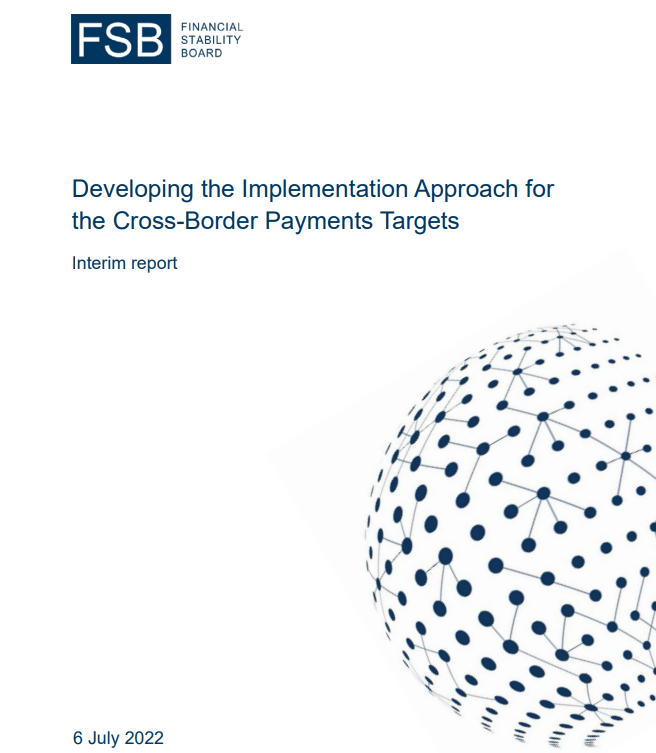 FSB
FINANCIAL
STABILITY
BOARD
Developing the Implementation Approach for
the Cross-Border Payments Targets
Interim report
6 July 2022